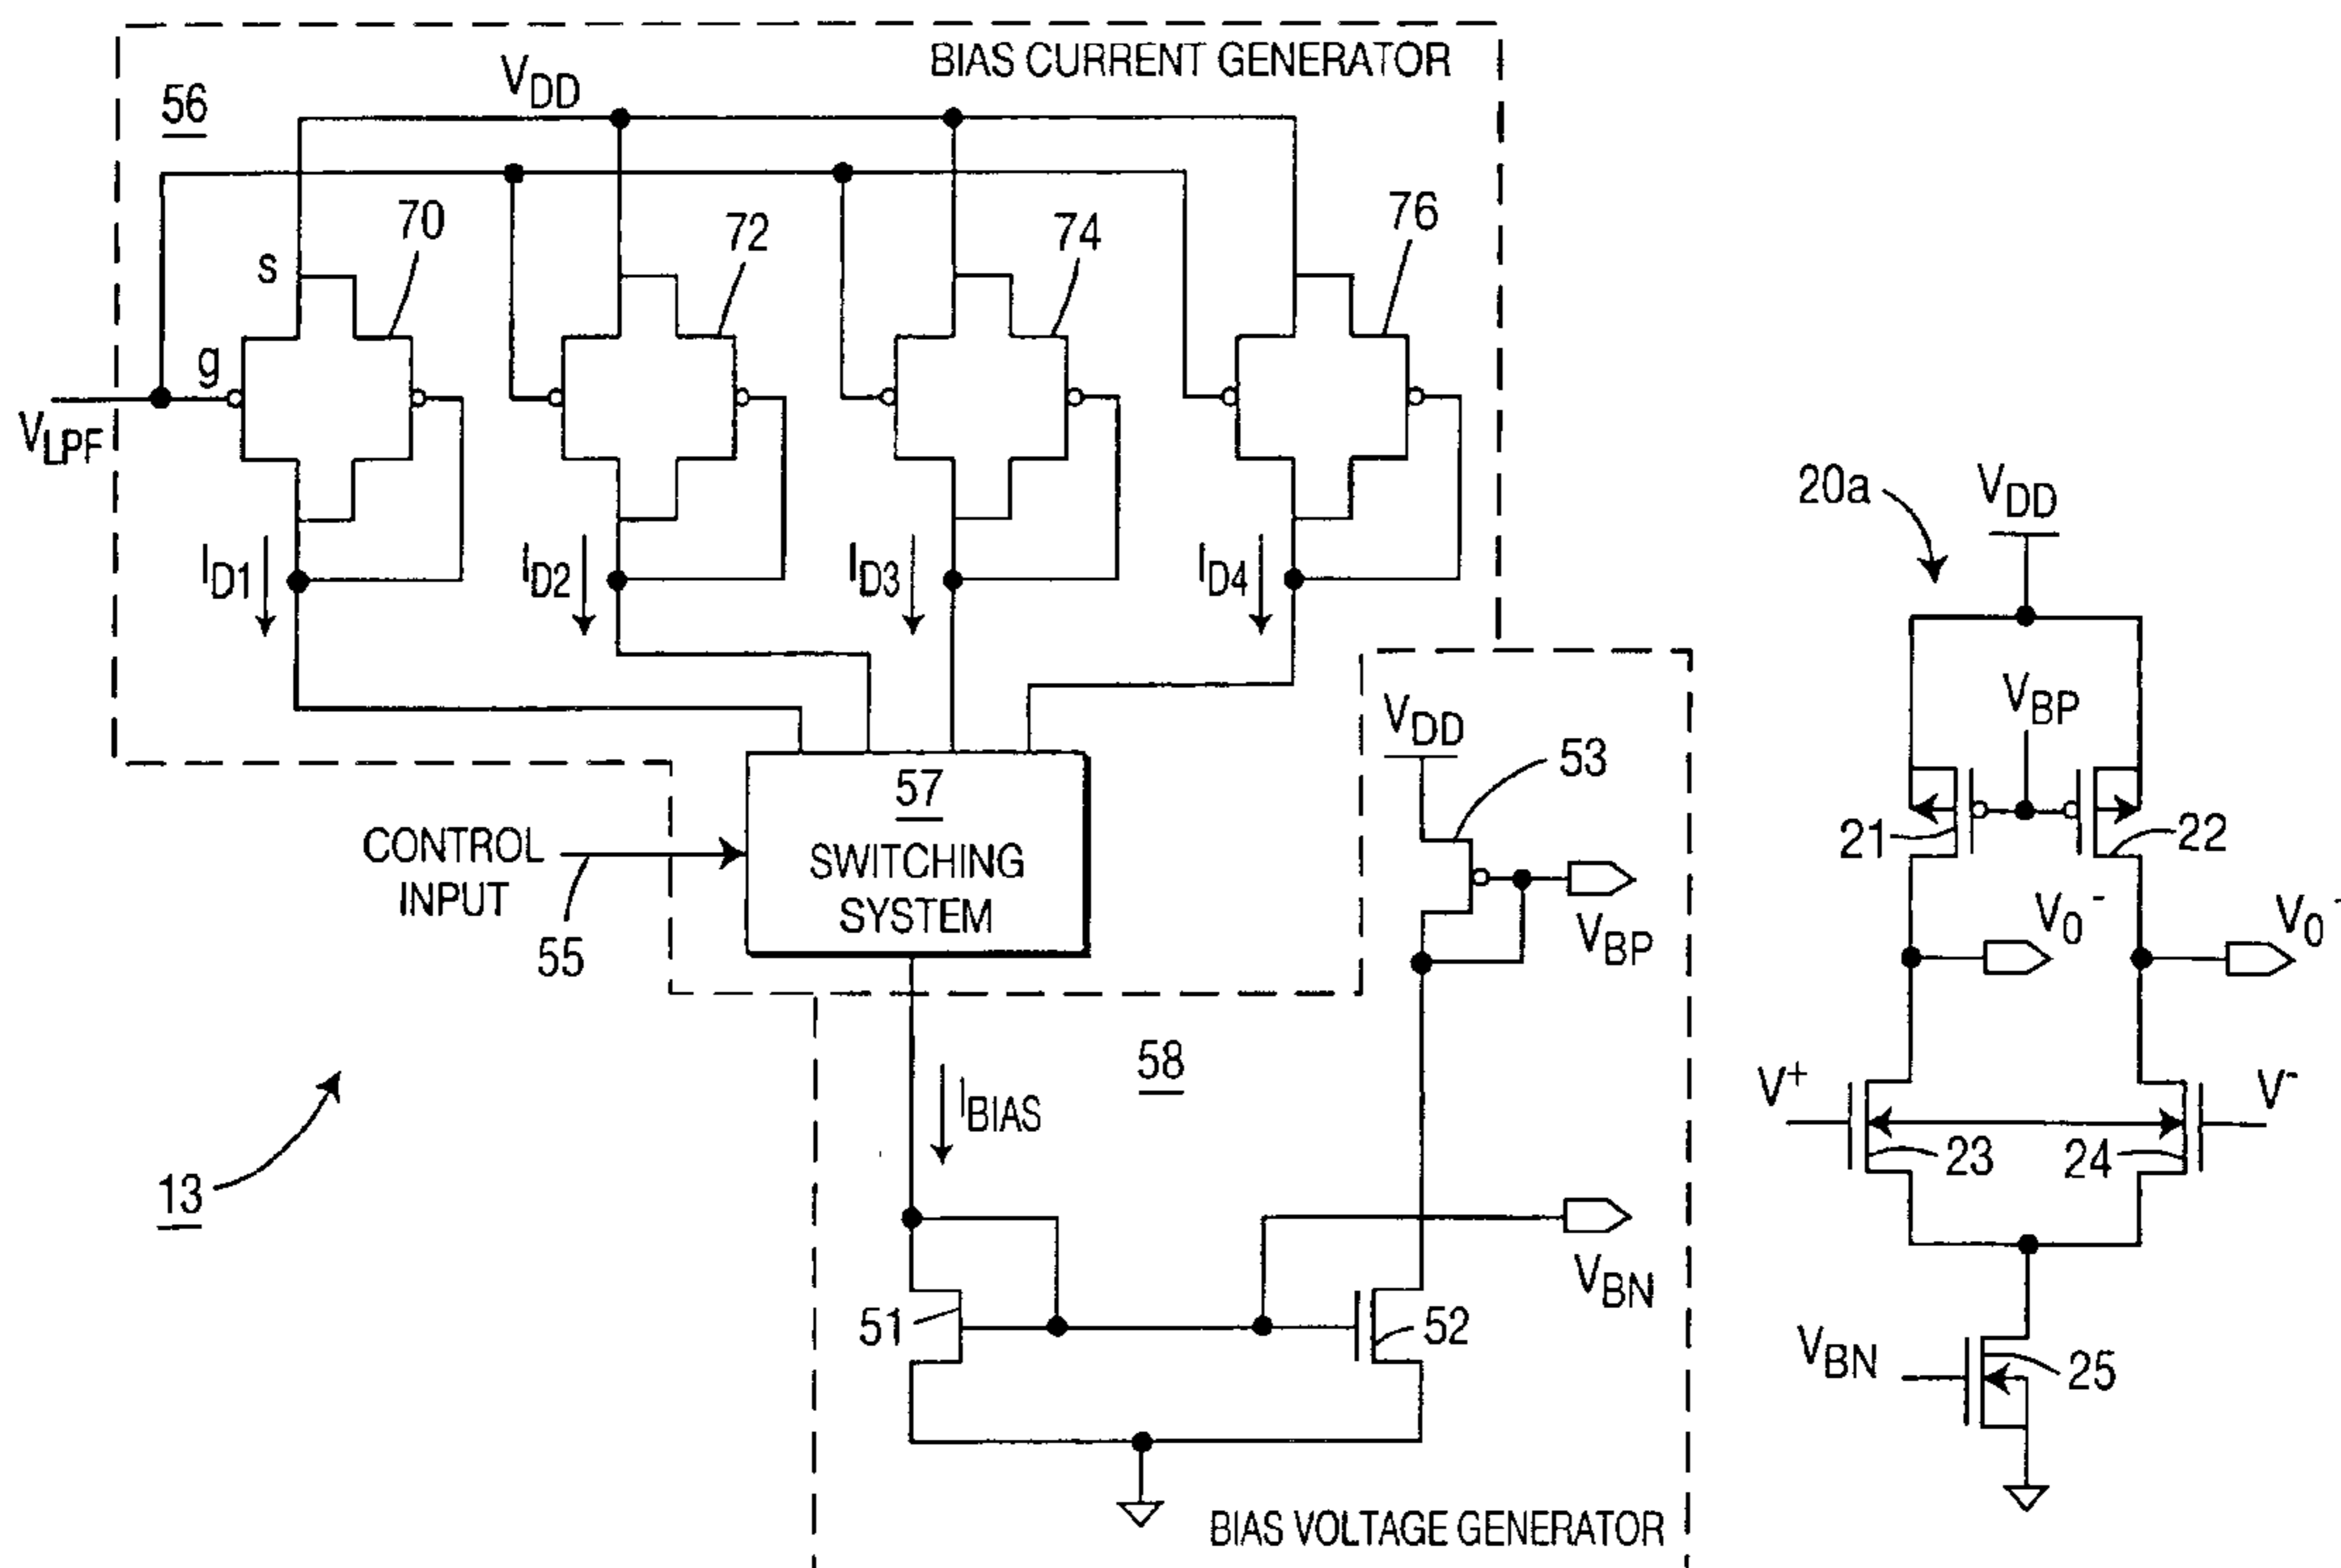 BIAS CURRENT GENERATOR
56
VDD
70
72
74
76
s
g
VLPF
ID1
ID2
ID3
ID4
20a
VDD
VBP
VDD
53
57
SWITCHING
SYSTEM
CONTROL
INPUT
55
VBP
21
22
V0-
V0-
58
IBIAS
V+
V-
23
24
13
VBN
51
52
VBN
25
BIAS VOLTAGE GENERATOR